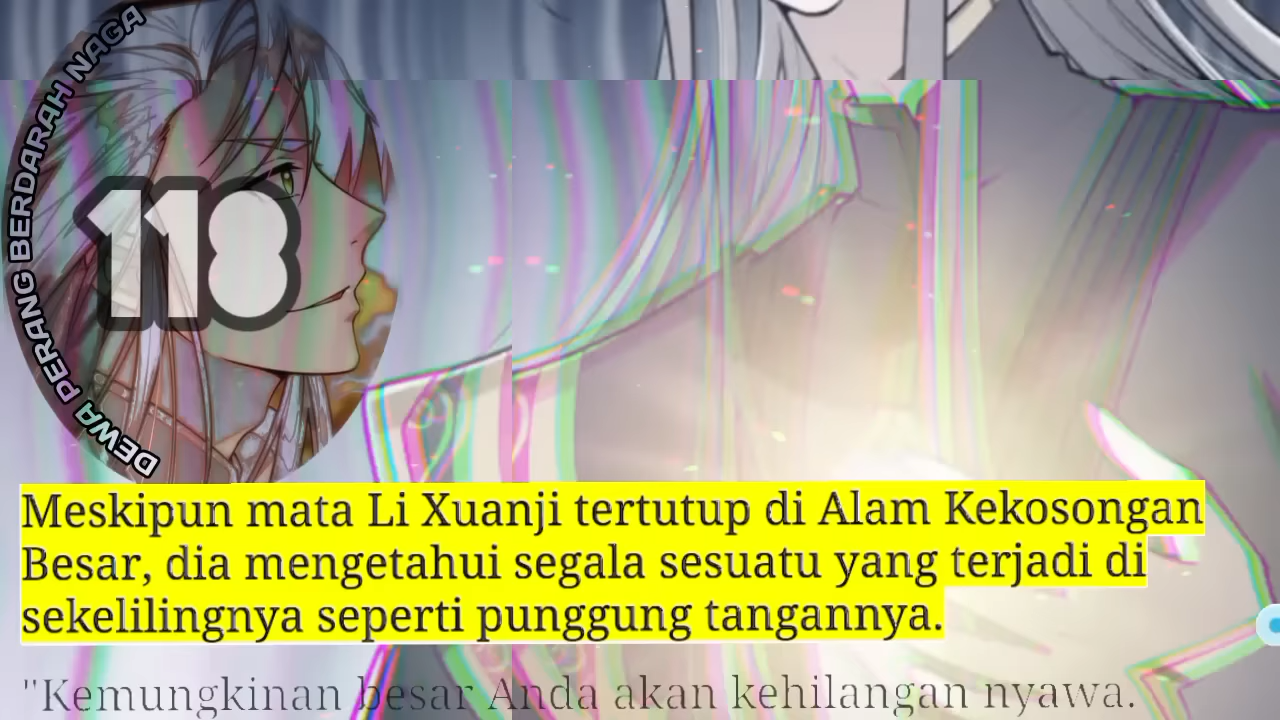 DEWA PERANG BERDARAH NAGA
118
Meskipun mata Li Xuanji tertutup di Alam Kekosongan
Besar, dia mengetahui segala sesuatu yang terjadi di
sekelilingnya seperti punggung tangannya.
"Kemungkinan besar Anda akan kehilangan nyawa.